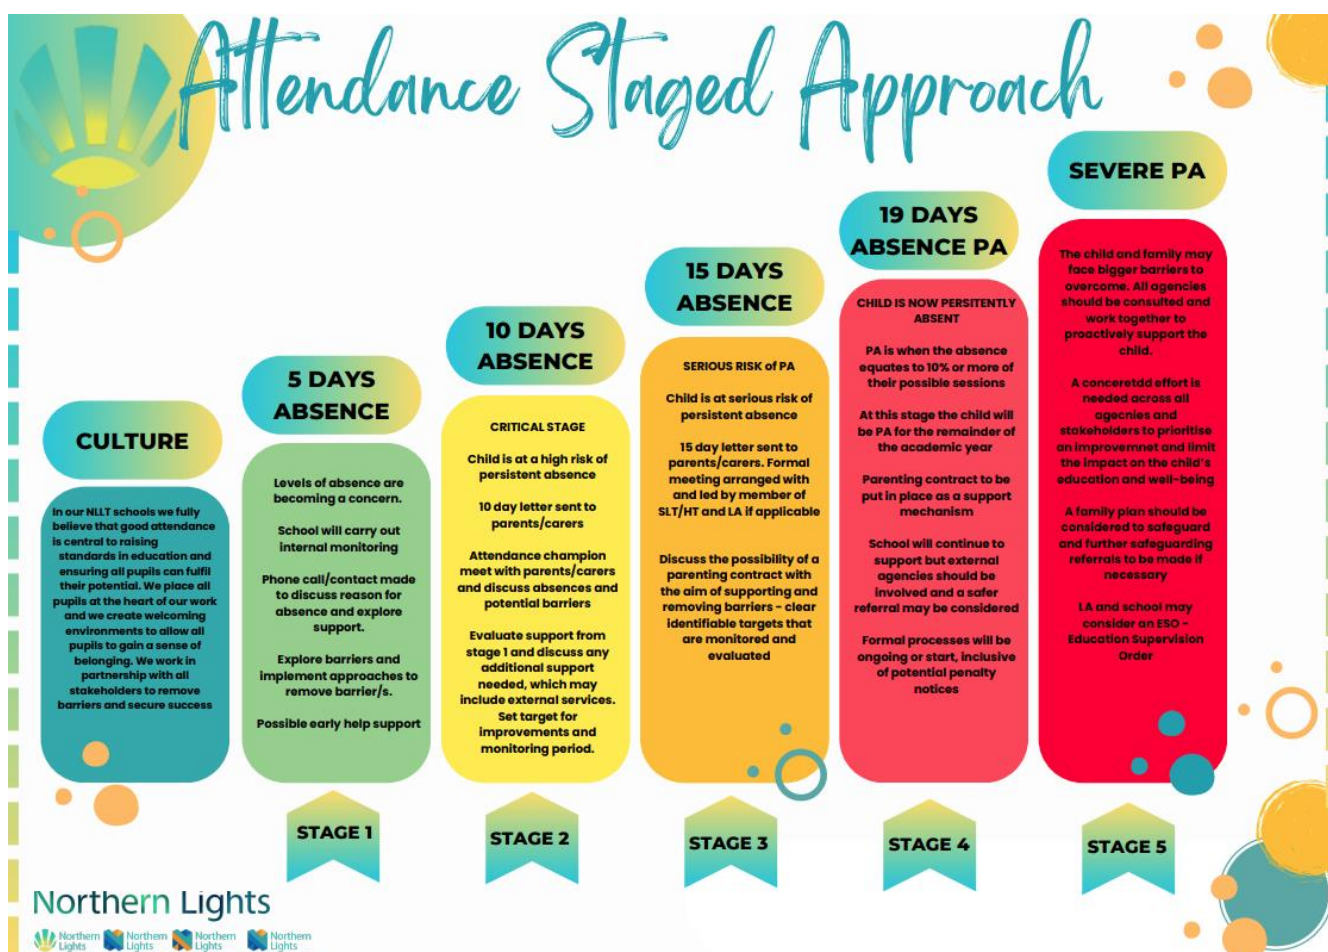 Attendance Staged Approach
CULTURE
In our NLLT schools we fully
believe that good attendance
is central to raising
standards in education and
ensuring all pupils can fulfil
their potential. We place all
pupils at the heart of our work
and we create welcoming
environments to allow all
pupils to gain a sense of
belonging. We work in
partnership with all
stakeholders to remove
barriers and secure success
5 DAYS
ABSENCE
Levels of absence are
becoming a concern.
School will carry out
internal monitoring
Phone call/contact made
to discuss reason for
absence and explore
support.
Explore barriers and
implement approaches to
remove barrier/s.
Possible early help support
STAGE 1
10 DAYS
ABSENCE
CRITICAL STAGE
Child is at a high risk of
persistent absence
10 day letter sent to
parents/carers
Attendance champion
meet with parents/carers
and discuss absences and
potential barriers
Evaluate support from
stage 1 and discuss any
additional support
needed, which may
include external services.
Set target for
improvements and
monitoring period.
STAGE 2
15 DAYS
ABSENCE
SERIOUS RISK of PA
Child is at serious risk of
persistent absence
15 day letter sent to
parents/carers. Formal
meeting arranged with
and led by member of
SLT/HT and LA if applicable
Discuss the possibility of a
parenting contract with
the aim of supporting and
removing barriers - clear
identifiable targets that
are monitored and
evaluated
STAGE 3
19 DAYS
ABSENCE PA
CHILD IS NOW PERSITENTLY
ABSENT
PA is when the absence
equates to 10% or more of
their possible sessions
At this stage the child will
be PA for the remainder of
the academic year
Parenting contract to be
put in place as a support
mechanism
School will continue to
support but external
agencies should be
involved and a safer
referral may be considered
Formal processes will be
ongoing or start, inclusive
of potential penalty
notices
STAGE 4
SEVERE PA
The child and family may
face bigger barriers to
overcome. All agencies
should be consulted and
work together to
proactively support the
child.
A conceretdd effort is
needed across all
agecnies and
stakeholders to prioritise
an improvernnet and limit
the impact on the child's
education and well-being
A family plan should be
considered to safeguard
and further safeguarding
referrals to be made if
necessary
LA and school may
consider an ESO -
Education Supervision
Order
STAGE 5
Northern Lights
Northern Lights
Northern Lights
Northern Lights
Northern Lights